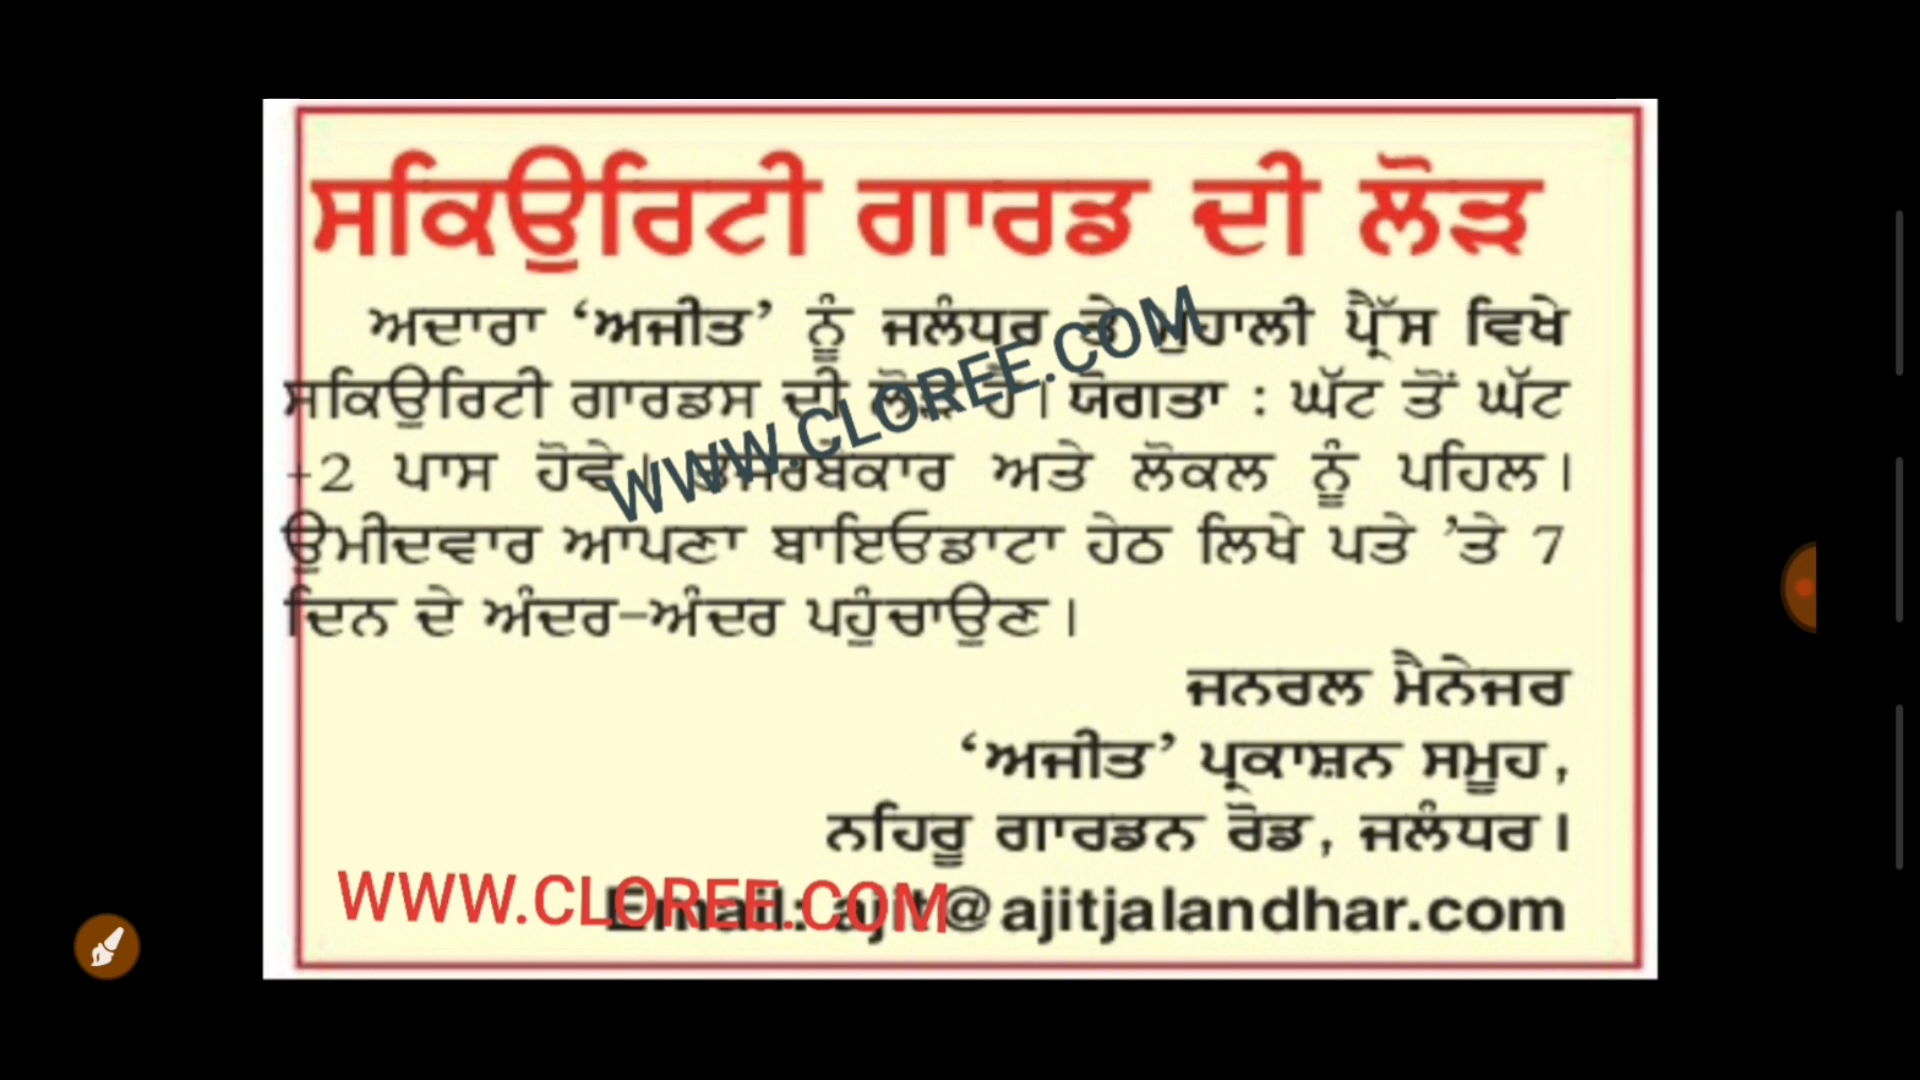 ਸਕਿਉਰਿਟੀ ਗਾਰਡ ਦੀ ਲੋੜ
ਅਦਾਰਾ ‘ਅਜੀਤ’ ਨੂੰ ਜਲੰਧਰ ਤੇ ਮੁਹਾਲੀ ਪ੍ਰੈੱਸ ਵਿਖੇ
ਸਕਿਉਰਿਟੀ ਗਾਰਡਸ ਦੀ ਲੋੜ ਹੈ। ਯੋਗਤਾ : ਘੱਟ ਤੋਂ ਘੱਟ
+2 ਪਾਸ ਹੋਵੇ। ਤਜਰਬੇਕਾਰ ਅਤੇ ਲੋਕਲ ਨੂੰ ਪਹਿਲ।
ਉਮੀਦਵਾਰ ਆਪਣਾ ਬਾਇਓਡਾਟਾ ਹੇਠ ਲਿਖੇ ਪਤੇ ’ਤੇ 7
ਦਿਨ ਦੇ ਅੰਦਰ-ਅੰਦਰ ਪਹੁੰਚਾਉਣ।
ਜਨਰਲ ਮੈਨੇਜਰ
‘ਅਜੀਤ’ ਪ੍ਰਕਾਸ਼ਨ ਸਮੂਹ,
ਨਹਿਰੂ ਗਾਰਡਨ ਰੋਡ, ਜਲੰਧਰ।
Email: ajit@ajitjalandhar.com
WWW.CLOREE.COM
WWW.CLOREE.COM